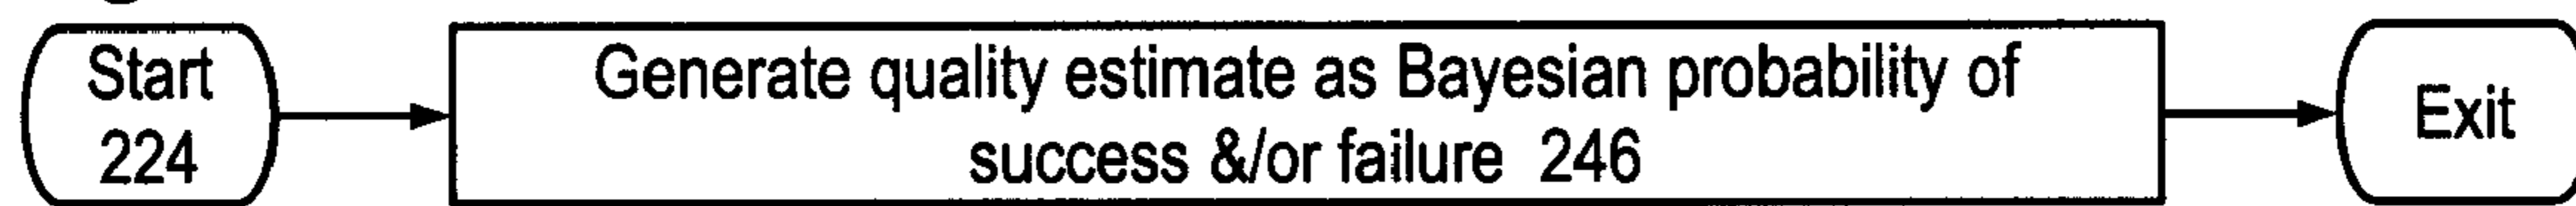 Start
224
Generate quality estimate as Bayesian probability of
success &/or failure 246
Exit